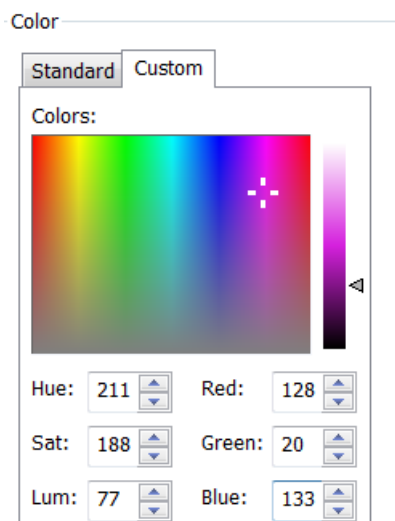 Color
Standard Custom
Colors:
Hue: 211 Red: 128
Sat: 188 Green: 20
Lum: 77 Blue: 133